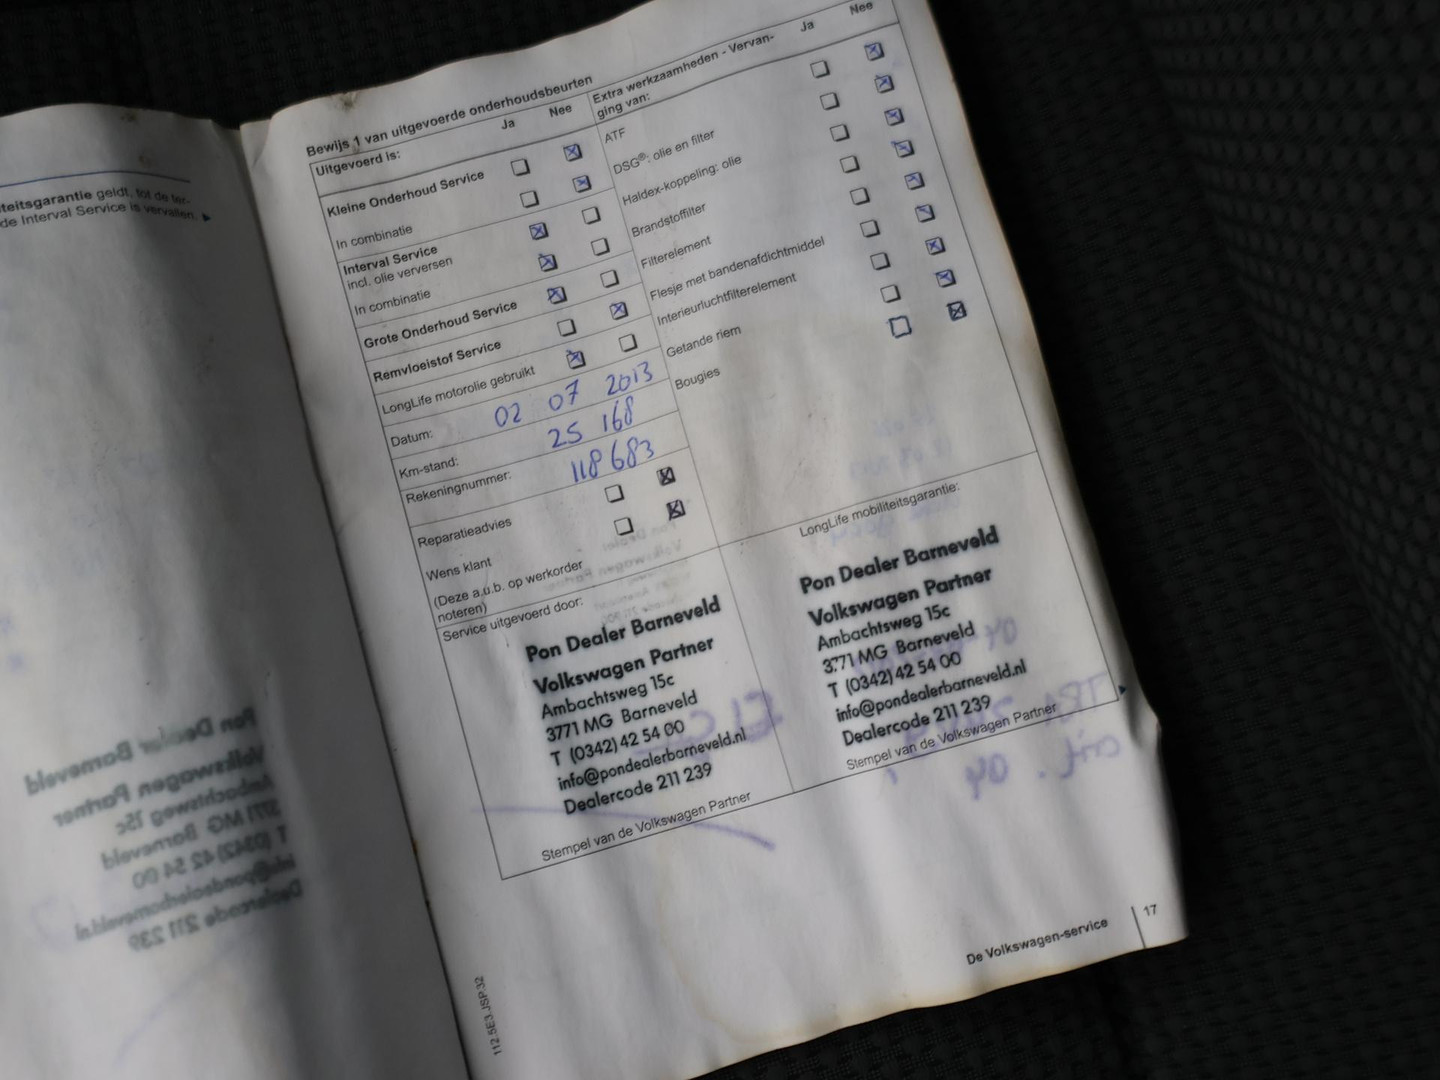 teitsgarantie geldt, tot de ter-
de Interval Service is vervallen. ▶
Bewijs 1 van uitgevoerde onderhoudsbeurten
Uitgevoerd is:
Ja Nee
Kleine Onderhoud Service
In combinatie
Interval Service
incl. olie verversen
In combinatie
Grote Onderhoud Service
Remvloeistof Service
LongLife motorolie gebruikt
Datum: 02 07 2013
Km-stand: 25 168
Rekeningnummer: 118 683
Reparatieadvies
Wens klant
(Deze a.u.b. op werkorder
noteren)
Service uitgevoerd door:
Pon Dealer Barneveld
Volkswagen Partner
Ambachtsweg 15c
3771 MG Barneveld
T (0342) 42 54 00
info@pondealerbarneveld.nl
Dealercode 211 239
Stempel van de Volkswagen Partner
Extra werkzaamheden - Vervan-
ging van:
Ja Nee
ATF
DSG®: olie en filter
Haldex-koppeling: olie
Brandstoffilter
Filterelement
Flesje met bandenafdichtmiddel
Interieurluchtfilterelement
Getande riem
Bougies
LongLife mobiliteitsgarantie:
Pon Dealer Barneveld
Volkswagen Partner
Ambachtsweg 15c
3771 MG Barneveld
T (0342) 42 54 00
info@pondealerbarneveld.nl
Dealercode 211 239
Stempel van de Volkswagen Partner
De Volkswagen-service 17
112.5E3.JSP.32